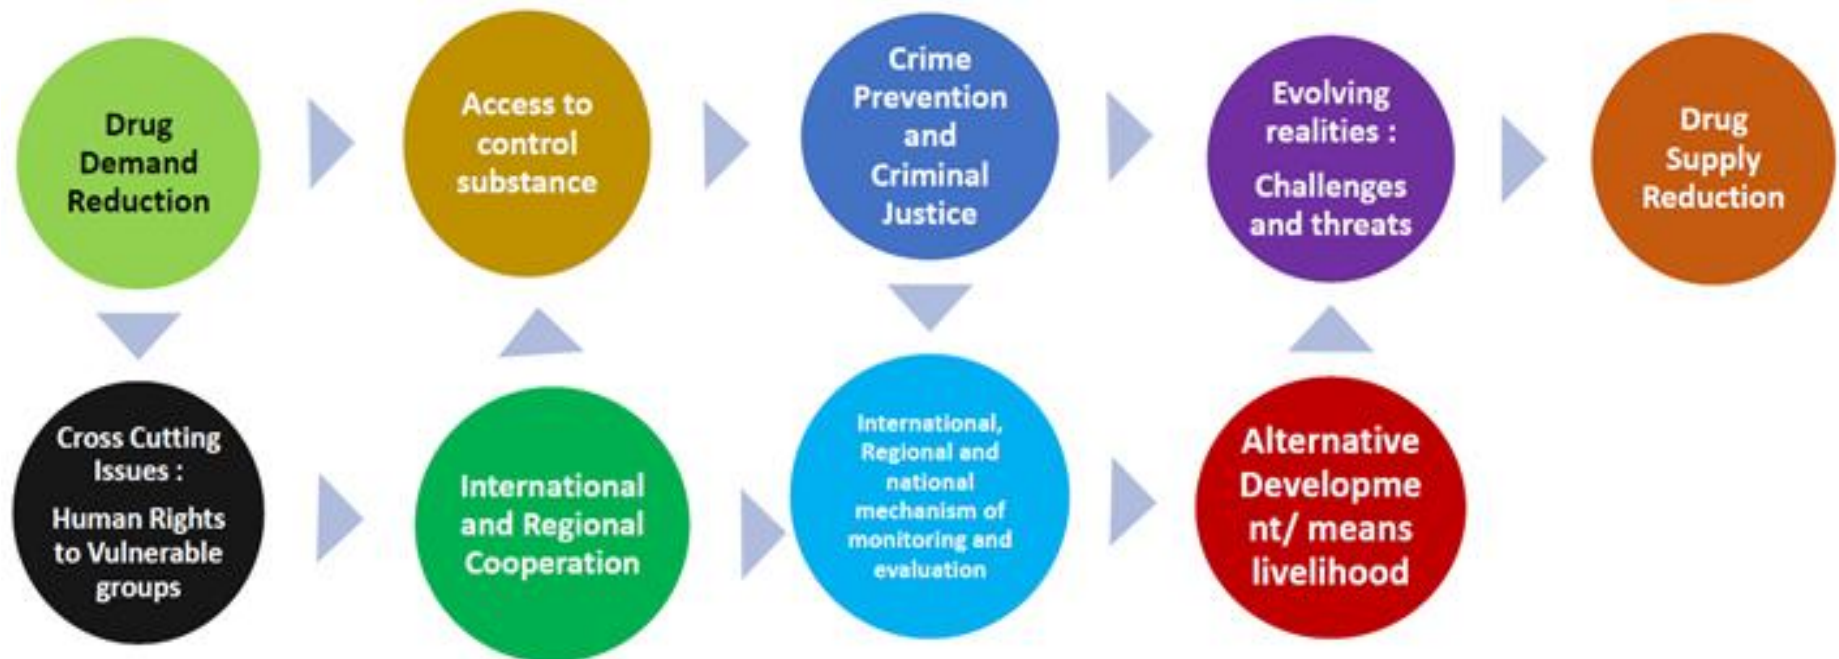 Drug
Demand
Reduction
Access to
control
substance
Crime
Prevention
and
Criminal
Justice
Evolving
realities :
Challenges
and threats
Drug
Supply
Reduction
Cross Cutting
Issues :
Human Rights
to Vulnerable
groups
International
and Regional
Cooperation
International,
Regional and
national
mechanism of
monitoring and
evaluation
Alternative
Developme
nt/ means
livelihood